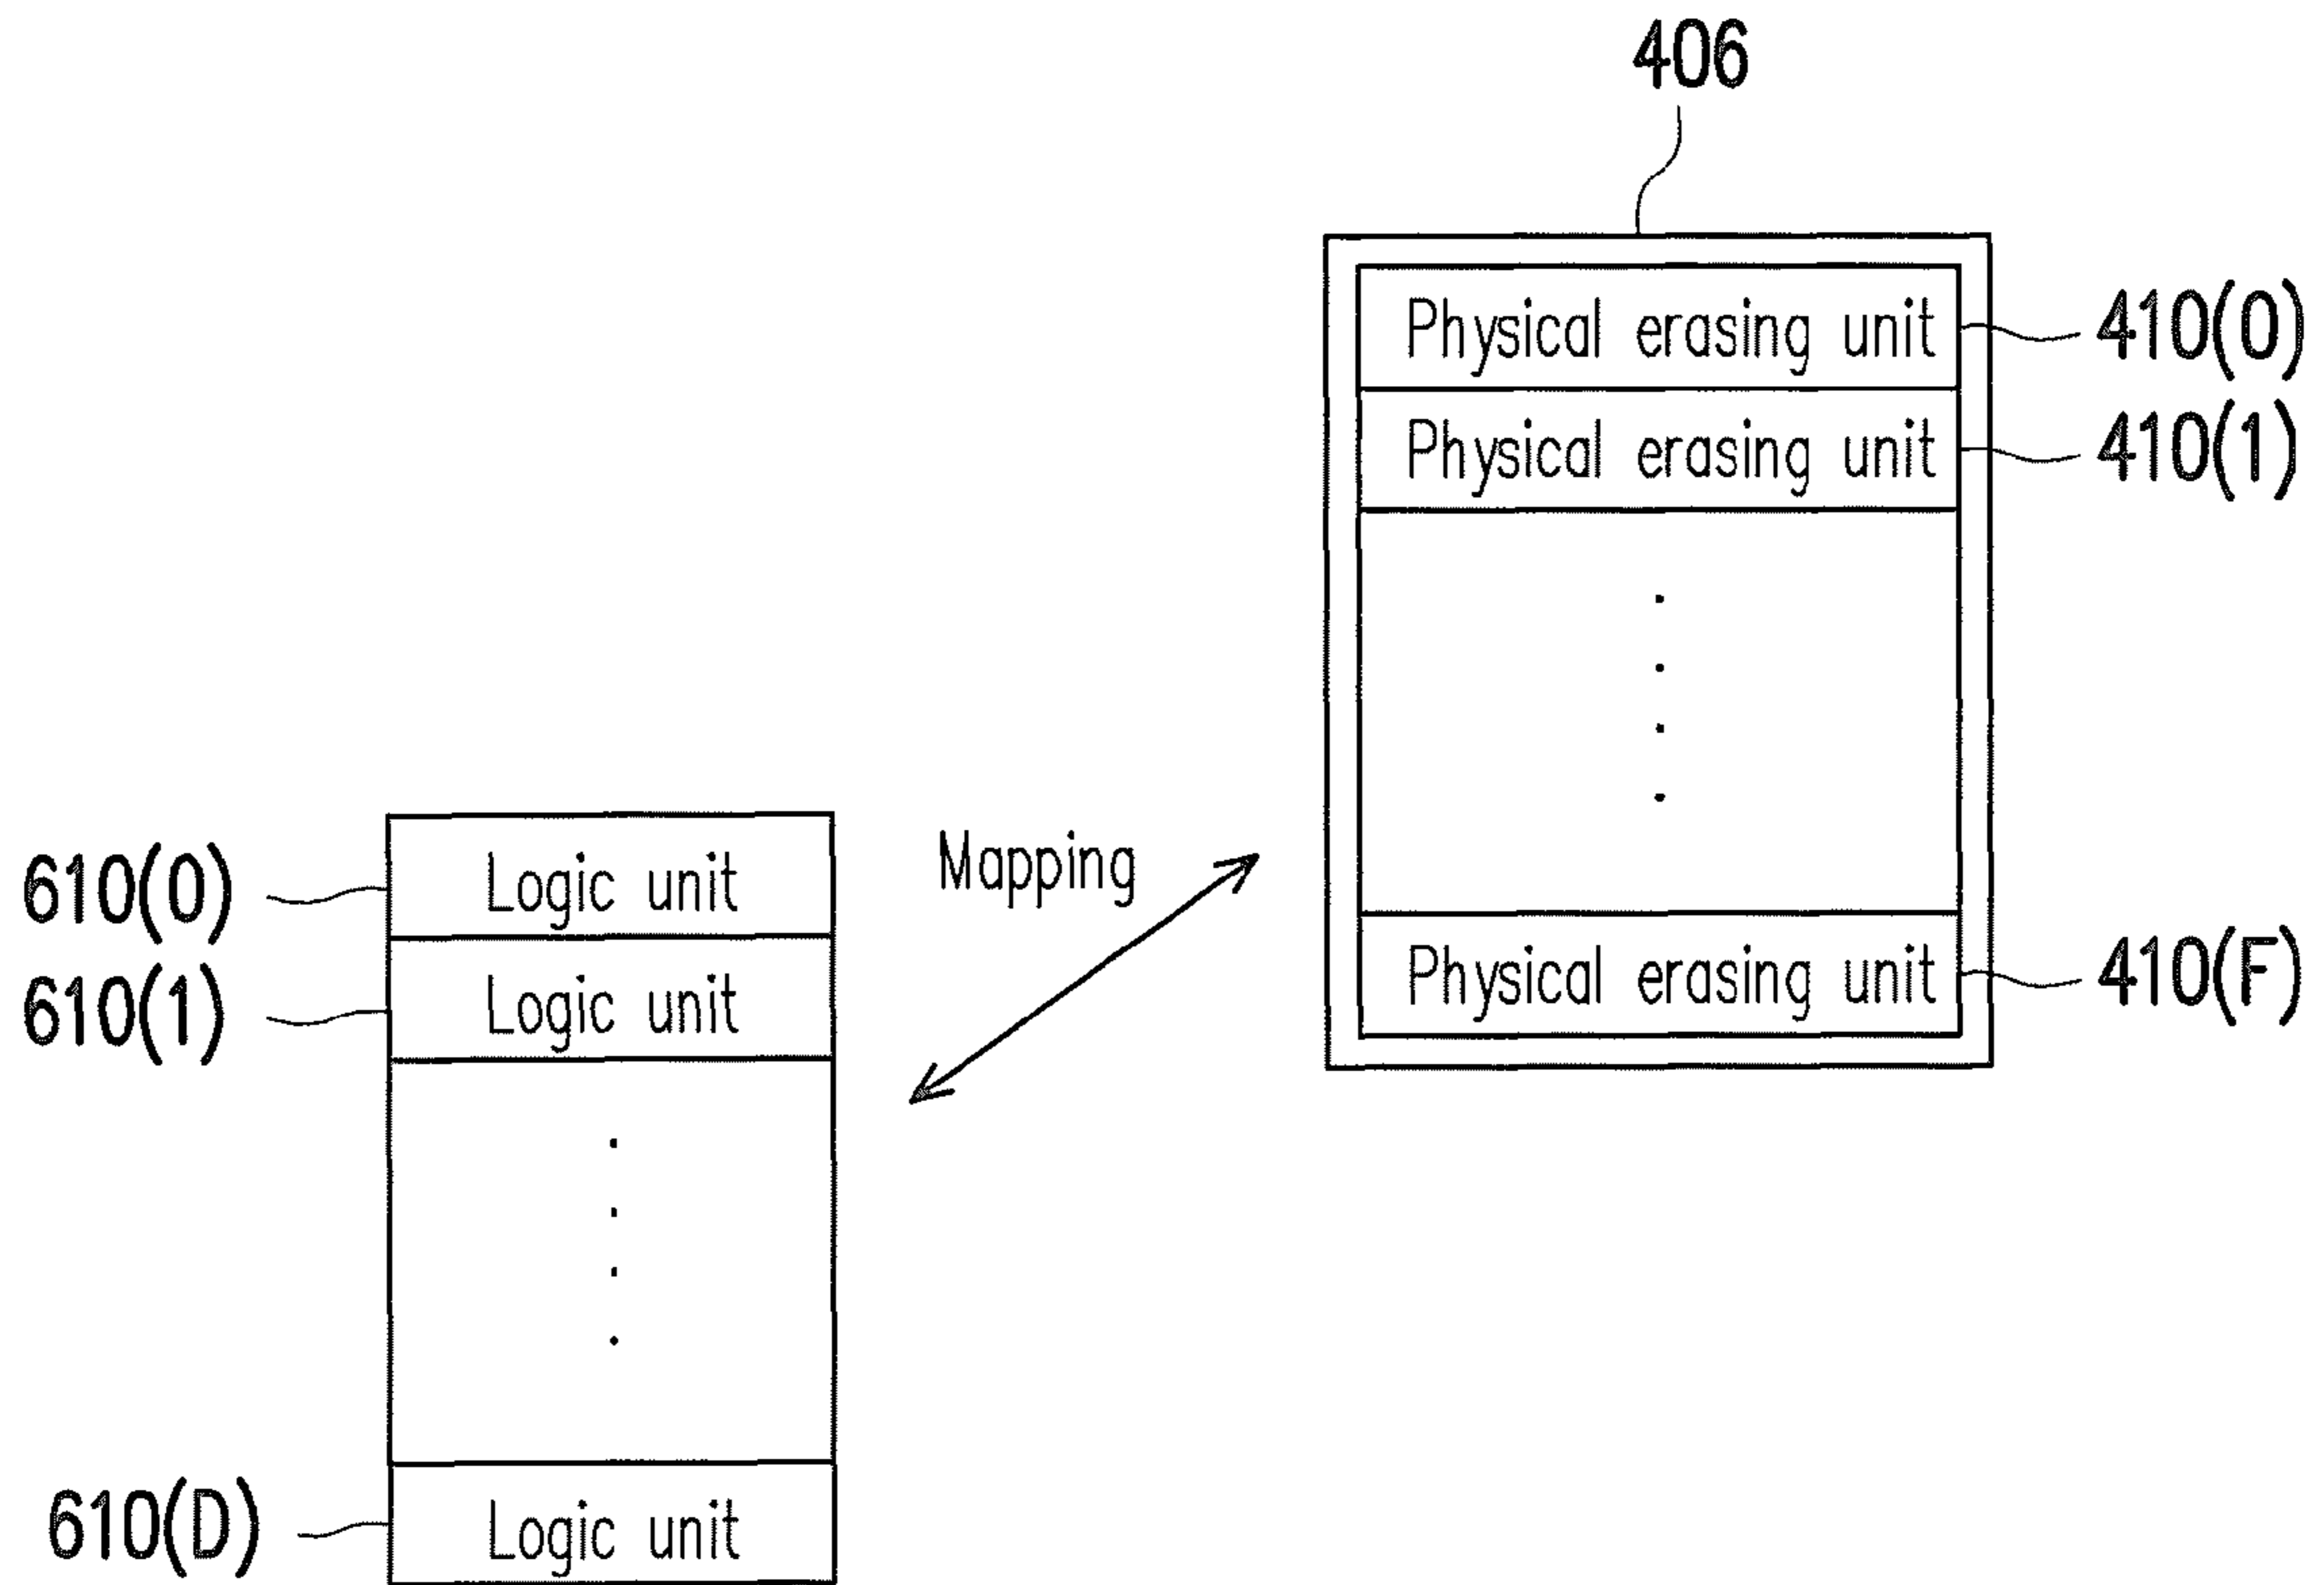 406
Physical erasing unit 410(0)
Physical erasing unit 410(1)
Mapping
610(0) Logic unit
610(1) Logic unit
Physical erasing unit 410(F)
610(D) Logic unit